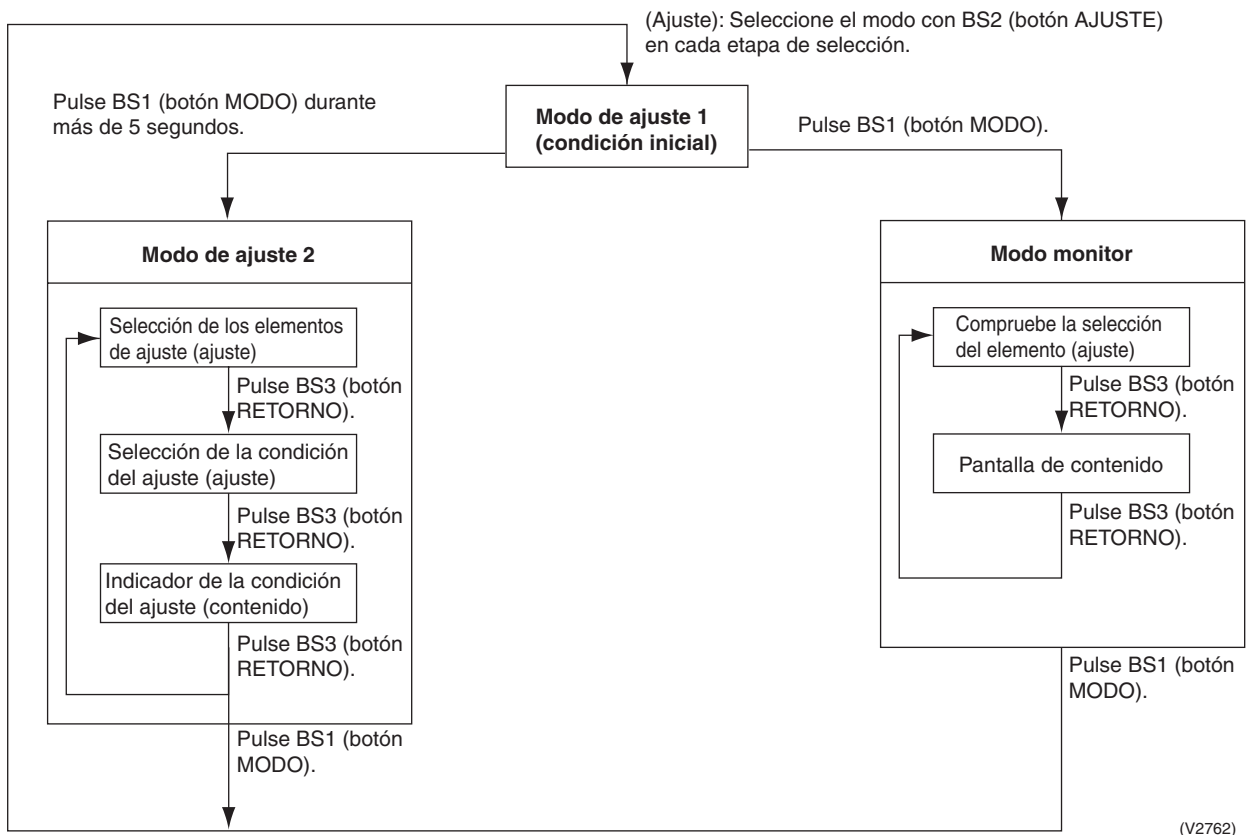 (Ajuste): Seleccione el modo con BS2 (botón AJUSTE)
en cada etapa de selección.
Pulse BS1 (botón MODO) durante
más de 5 segundos.
Modo de ajuste 1
(condición inicial)
Pulse BS1 (botón MODO).
Modo de ajuste 2
Selección de los elementos
de ajuste (ajuste)
Pulse BS3 (botón
RETORNO).
Selección de la condición
del ajuste (ajuste)
Pulse BS3 (botón
RETORNO).
Indicador de la condición
del ajuste (contenido)
Pulse BS3 (botón
RETORNO).
Pulse BS1 (botón
MODO).
Modo monitor
Compruebe la selección
del elemento (ajuste)
Pulse BS3 (botón
RETORNO).
Pantalla de contenido
Pulse BS3 (botón
RETORNO).
Pulse BS1 (botón
MODO).
(V2762)